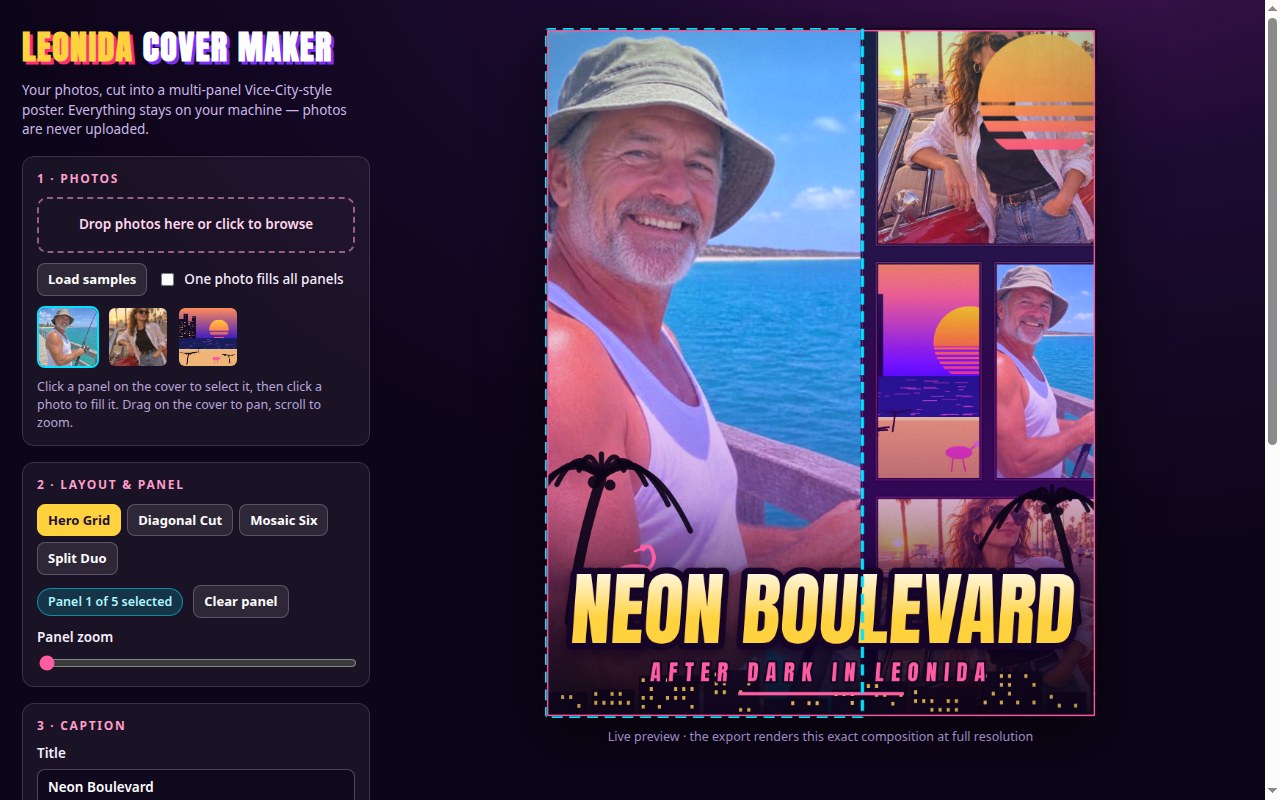 LEONIDA COVER MAKER
Your photos, cut into a multi-panel Vice-City-style
poster. Everything stays on your machine — photos
are never uploaded.
1 · PHOTOS
Drop photos here or click to browse
Load samples
One photo fills all panels
Click a panel on the cover to select it, then click a
photo to fill it. Drag on the cover to pan, scroll to
zoom.
2 · LAYOUT & PANEL
Hero Grid
Diagonal Cut
Mosaic Six
Split Duo
Panel 1 of 5 selected
Clear panel
Panel zoom
3 · CAPTION
Title
Neon Boulevard
NEON BOULEVARD
AFTER DARK IN LEONIDA
Live preview · the export renders this exact composition at full resolution